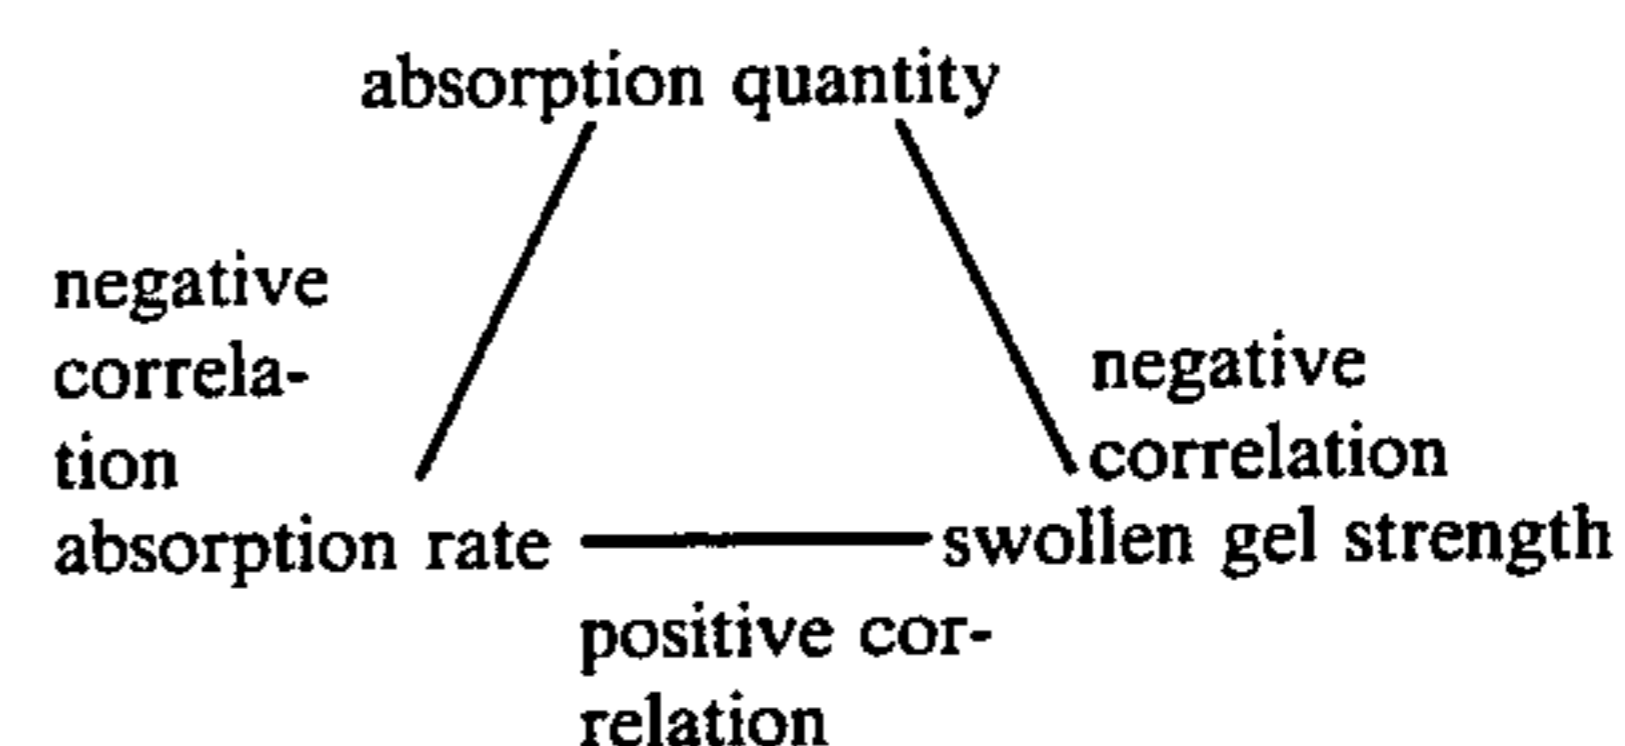 absorption quantity
negative
correla-
tion
negative
correlation
absorption rate
swollen gel strength
positive cor-
relation